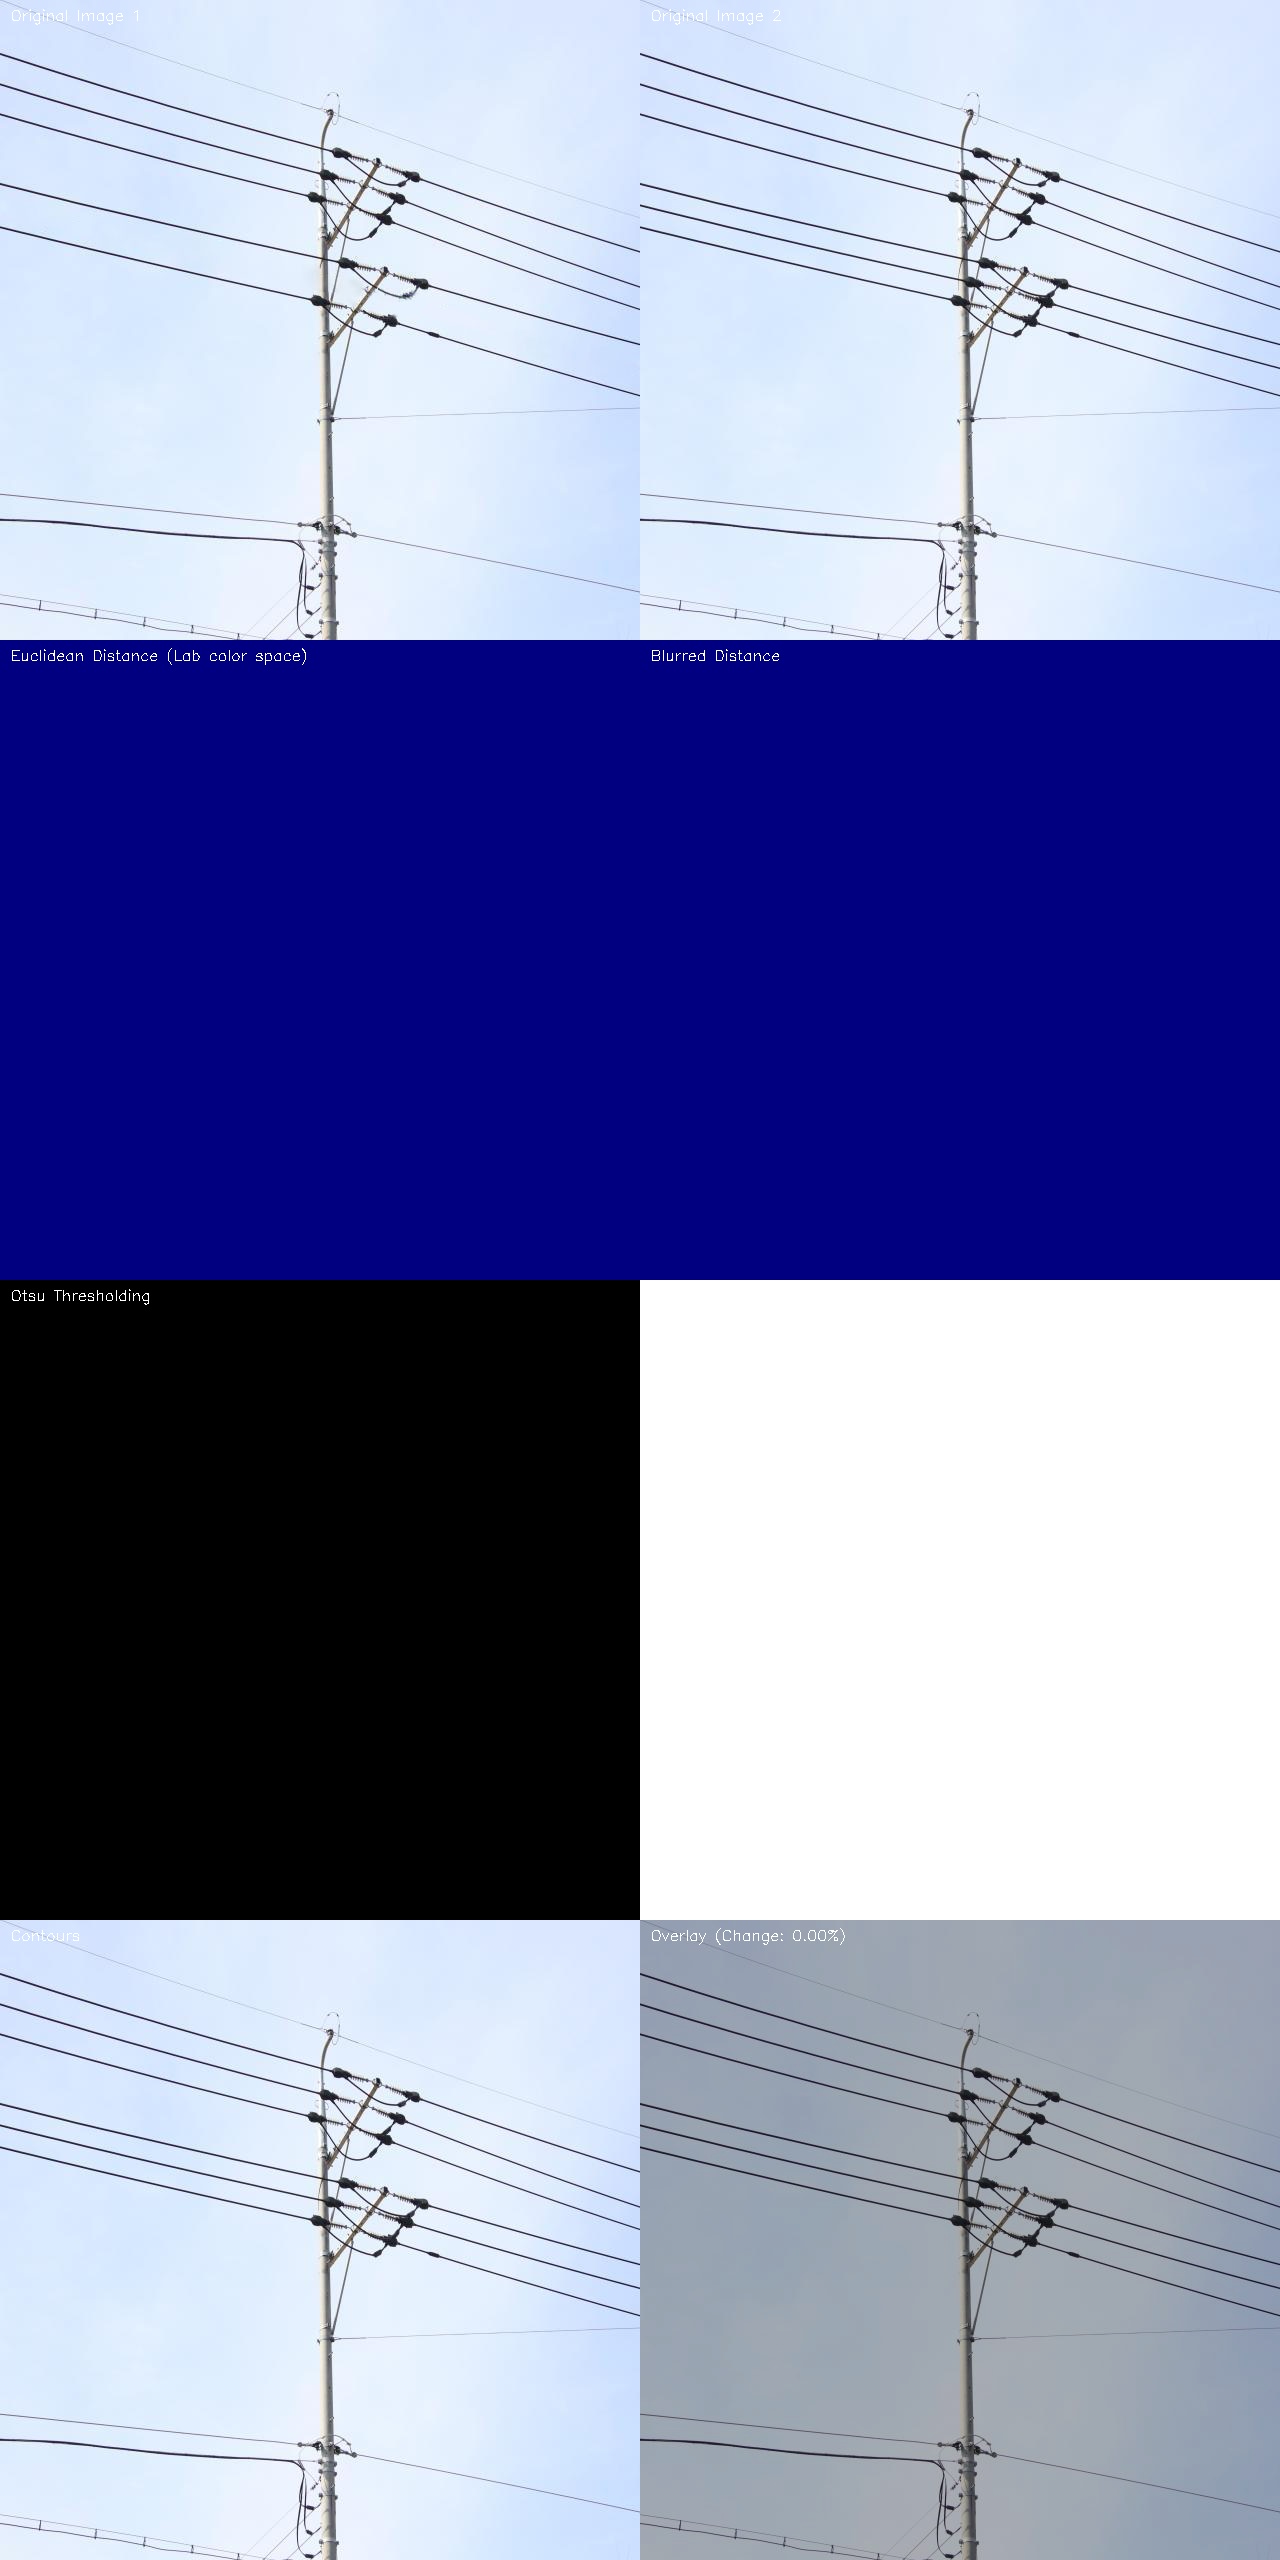 Original Image 1
Original Image 2
Euclidean Distance (Lab color space)
Blurred Distance
Otsu Thresholding
Contours
Overlay (Change: 0.00%)